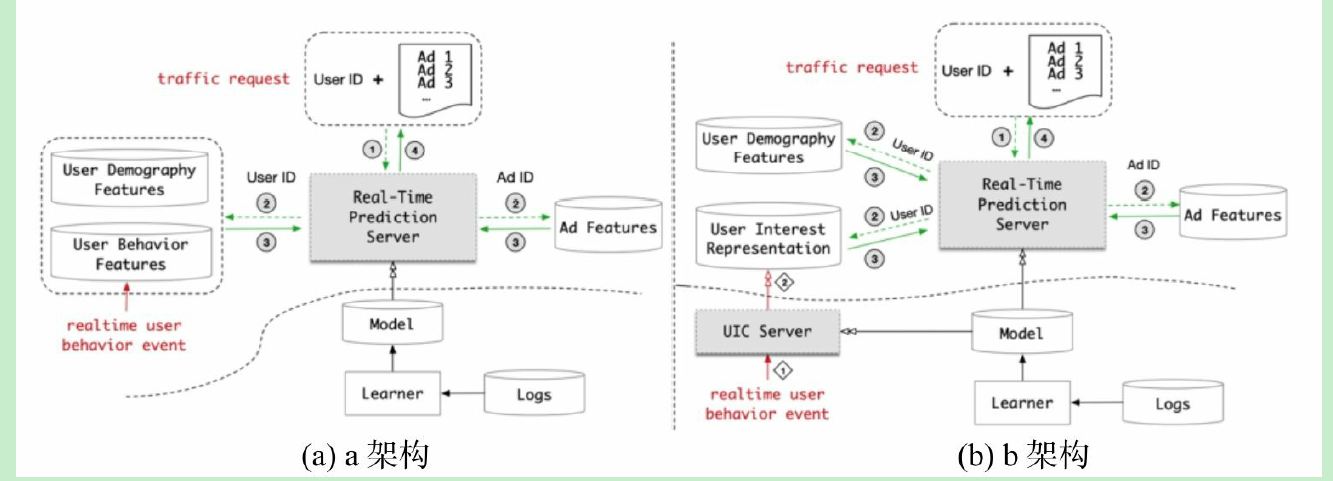 traffic request
User ID +
Ad 1
Ad 2
Ad 3
...
①
④
User Demography
Features
User Behavior
Features
User ID
②
③
Real-Time
Prediction
Server
Ad ID
②
③
Ad Features
realtime user
behavior event
Model
Learner
Logs
(a) a 架构
traffic request
User ID +
Ad 1
Ad 2
Ad 3
...
①
④
User Demography
Features
②
User ID
③
User Interest
Representation
②
User ID
③
Real-Time
Prediction
Server
Ad ID
②
③
Ad Features
2
UIC Server
1
realtime user
behavior event
Model
Learner
Logs
(b) b 架构